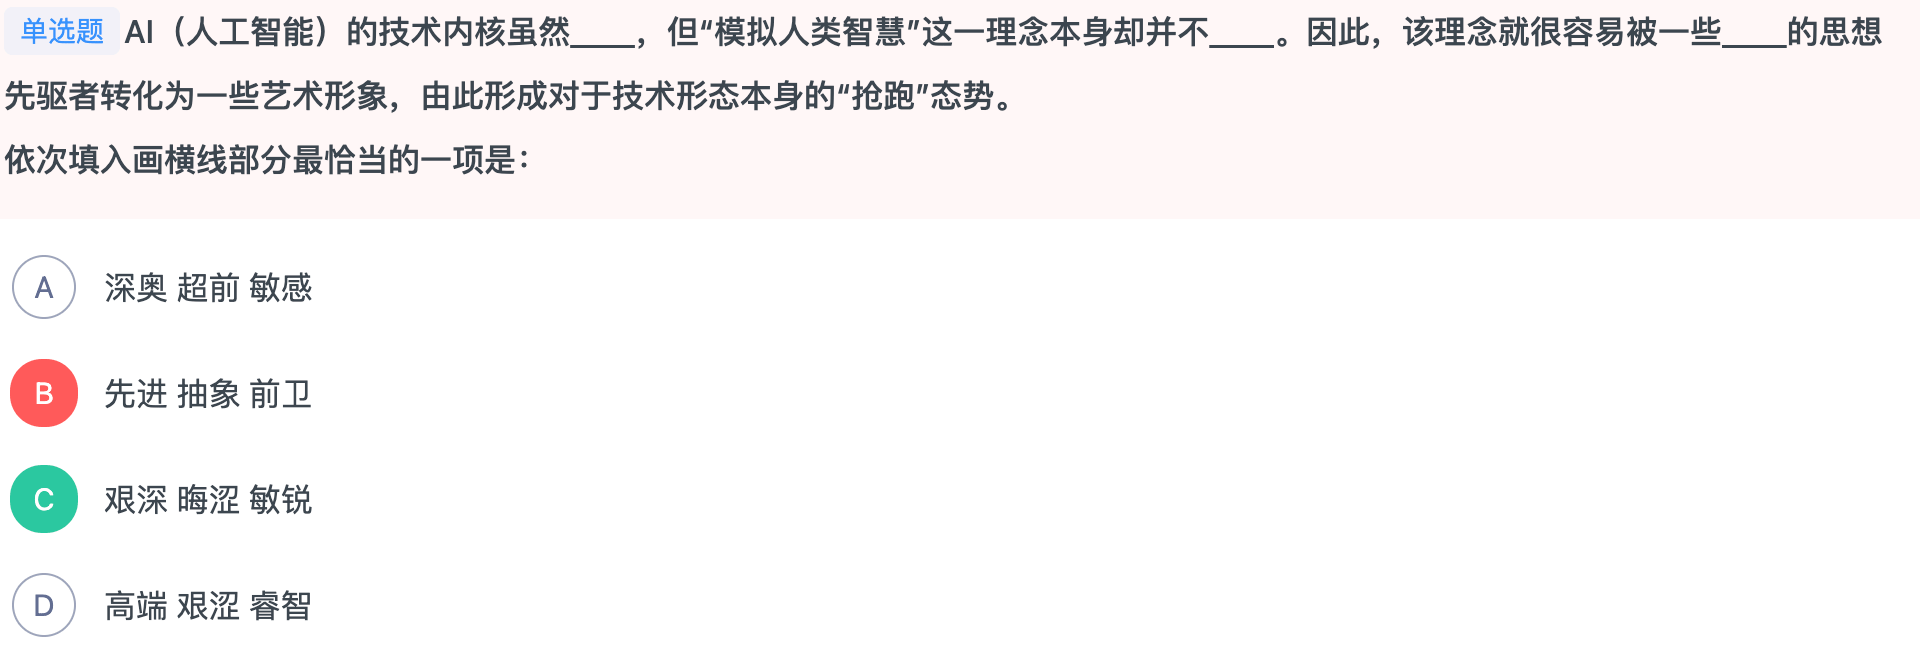 单选题 AI（人工智能）的技术内核虽然____，但“模拟人类智慧”这一理念本身却并不____。因此，该理念就很容易被一些____的思想
先驱者转化为一些艺术形象，由此形成对于技术形态本身的“抢跑”态势。
依次填入画横线部分最恰当的一项是：
A 深奥 超前 敏感
B 先进 抽象 前卫
C 艰深 晦涩 敏锐
D 高端 艰涩 睿智